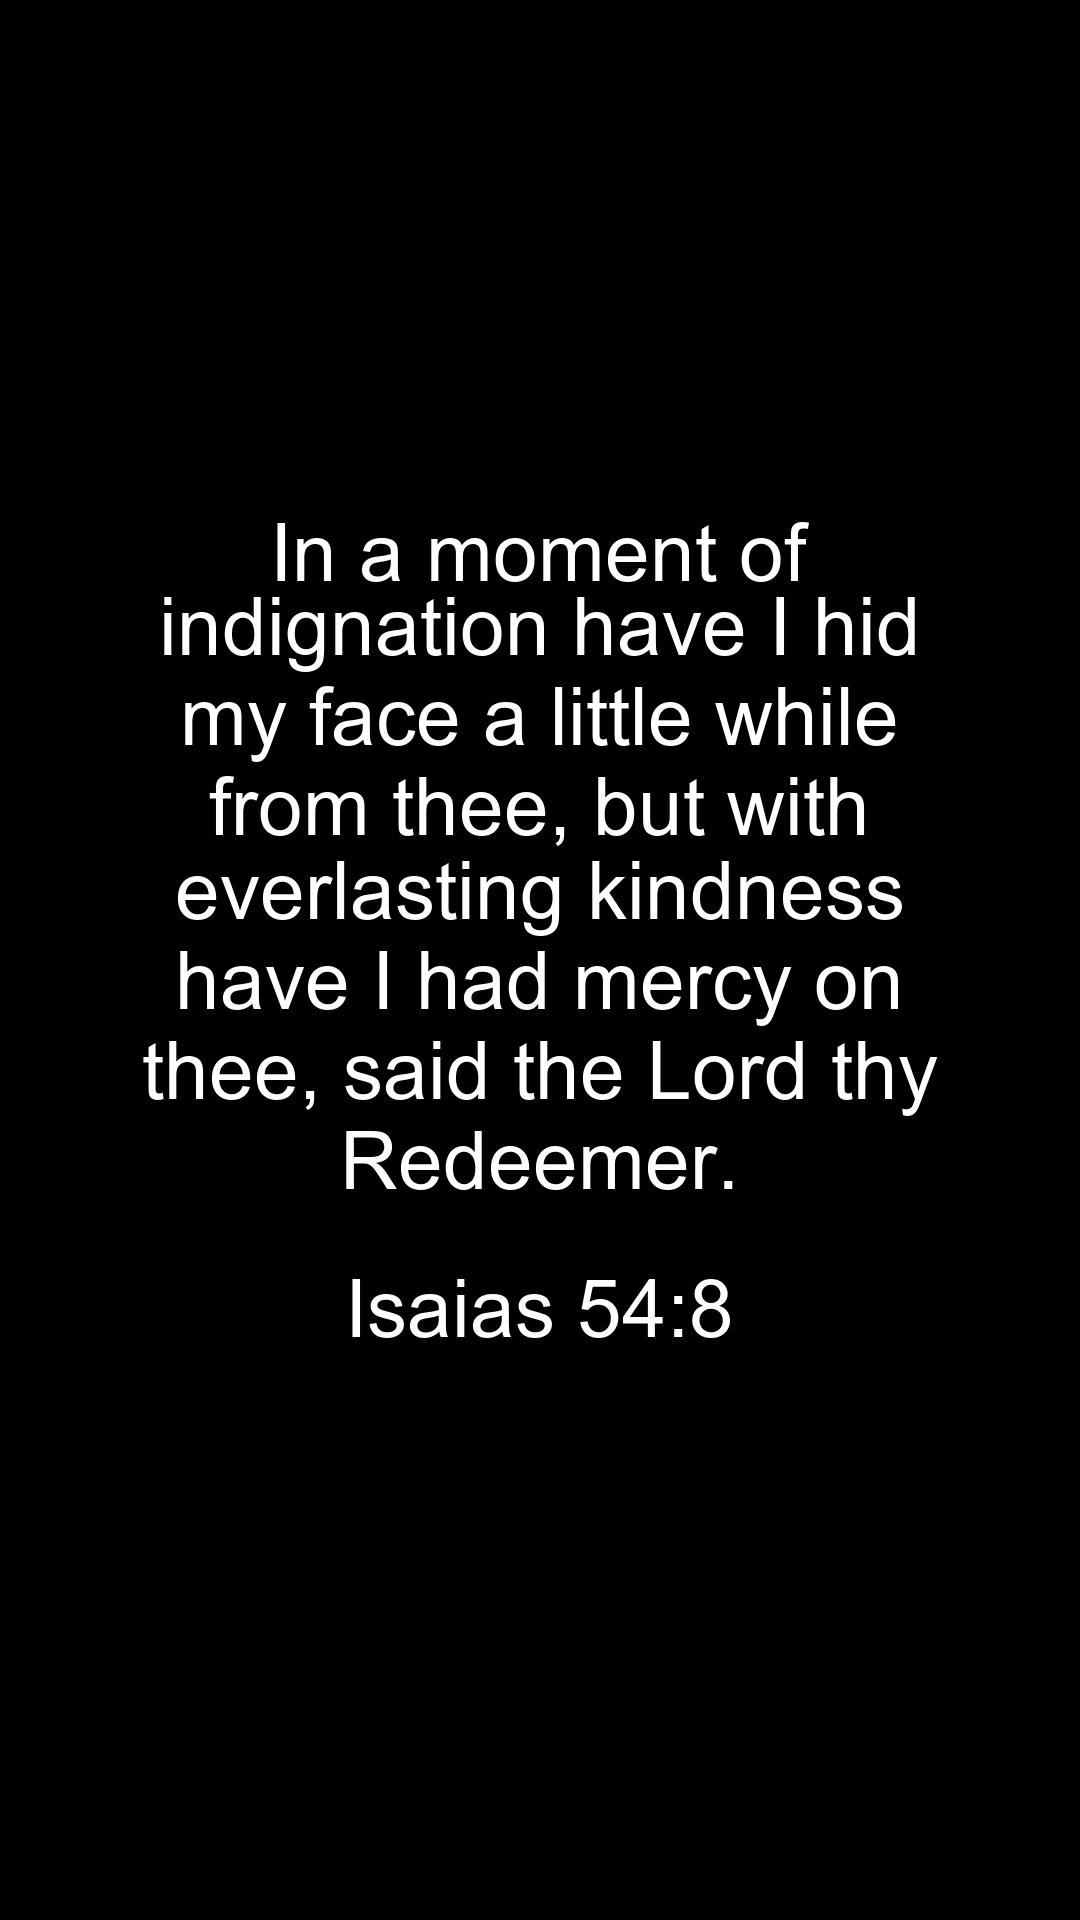 In a moment of
indignation have I hid
my face a little while
from thee, but with
everlasting kindness
have I had mercy on
thee, said the Lord thy
Redeemer.
Isaias 54:8